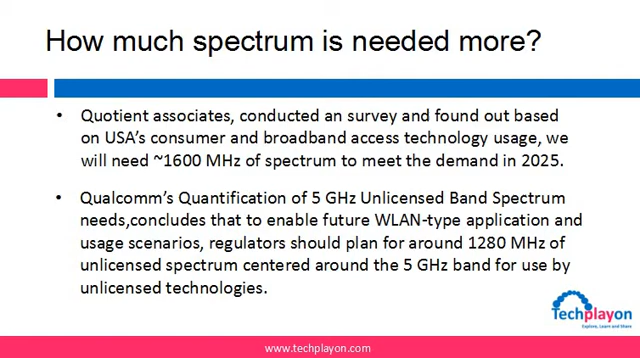 How much spectrum is needed more?
• Quotient associates, conducted an survey and found out based
on USA's consumer and broadband access technology usage, we
will need ~1600 MHz of spectrum to meet the demand in 2025.
• Qualcomm's Quantification of 5 GHz Unlicensed Band Spectrum
needs,concludes that to enable future WLAN-type application and
usage scenarios, regulators should plan for around 1280 MHz of
unlicensed spectrum centered around the 5 GHz band for use by
unlicensed technologies.
Techplayon
Explore, Learn and Share
www.techplayon.com